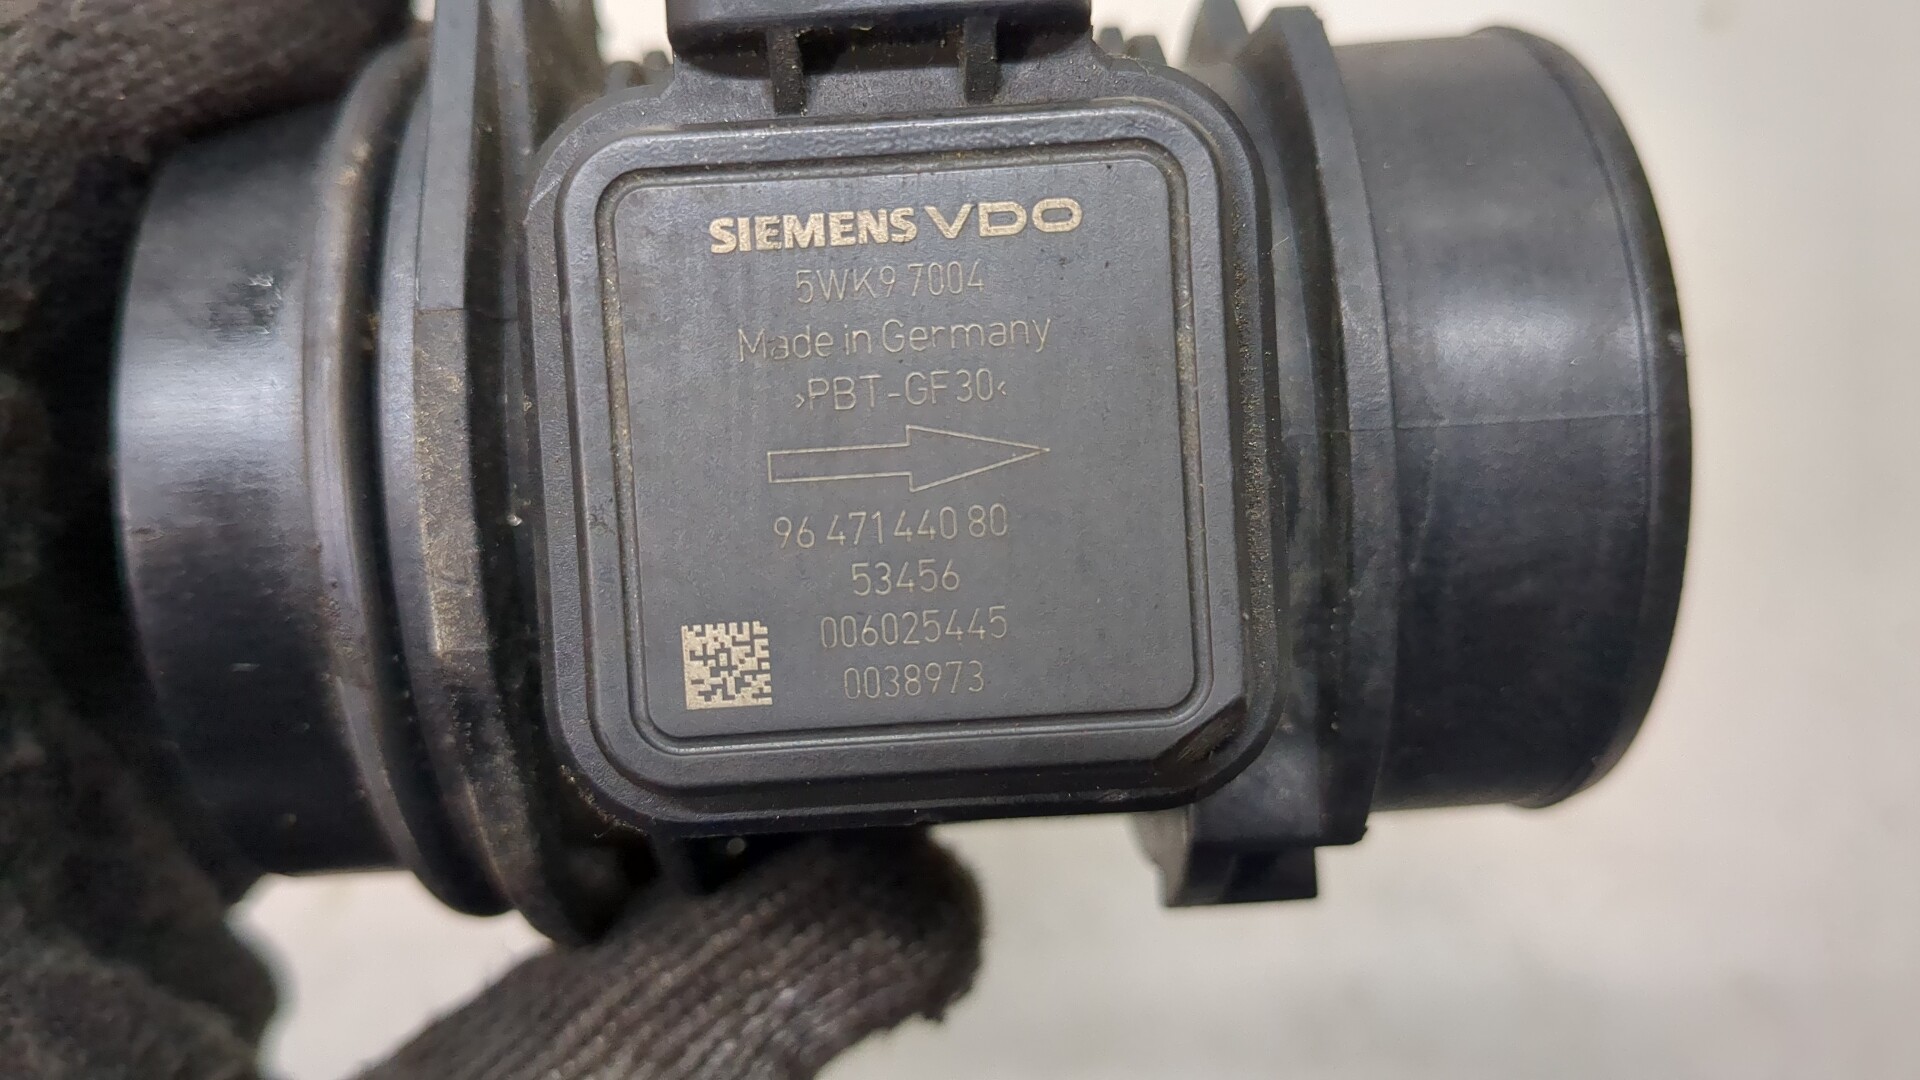 SIEMENS VDO
5WK9 7004
Made in Germany
>PBT-GF30<
96 471 440 80
53456
006025445
0038973